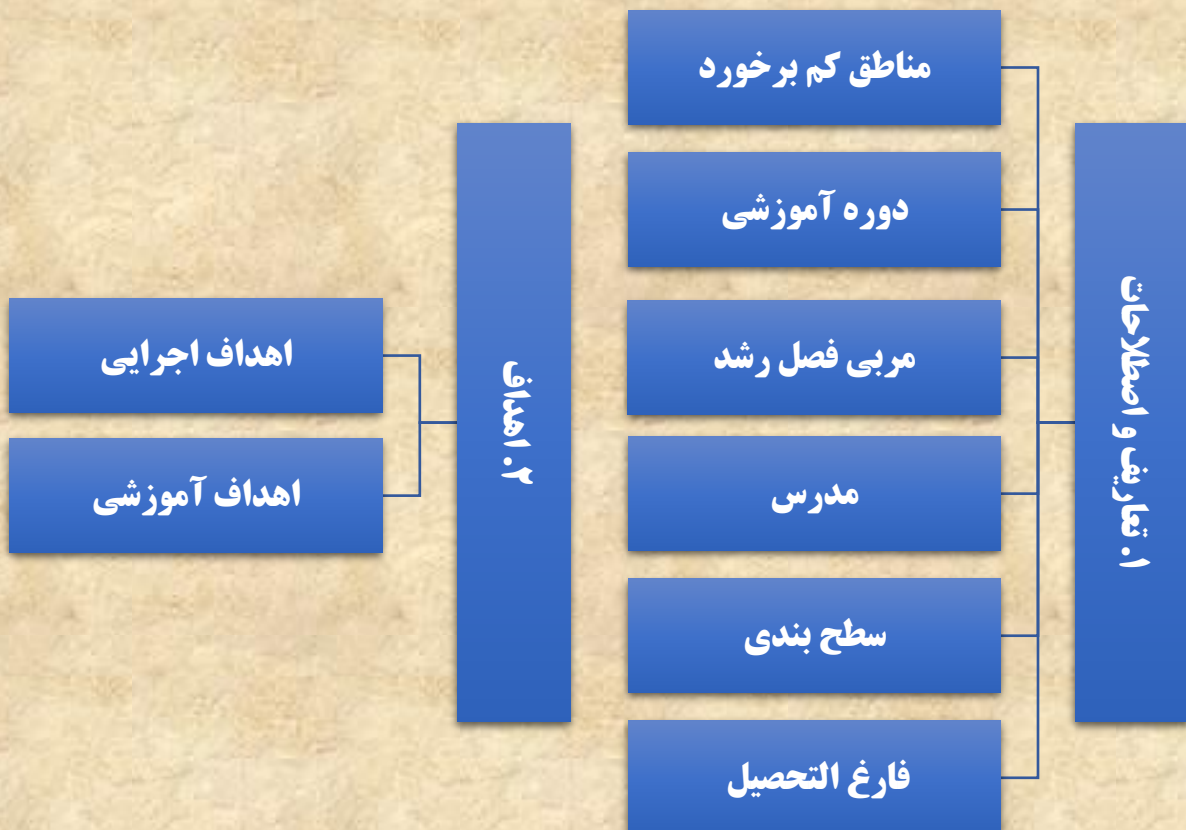 ۱. تعاریف و اصطلاحات
مناطق کم برخورد
دوره آموزشی
مربی فصل رشد
مدرس
سطح بندی
فارغ التحصیل
۲. اهداف
اهداف اجرایی
اهداف آموزشی